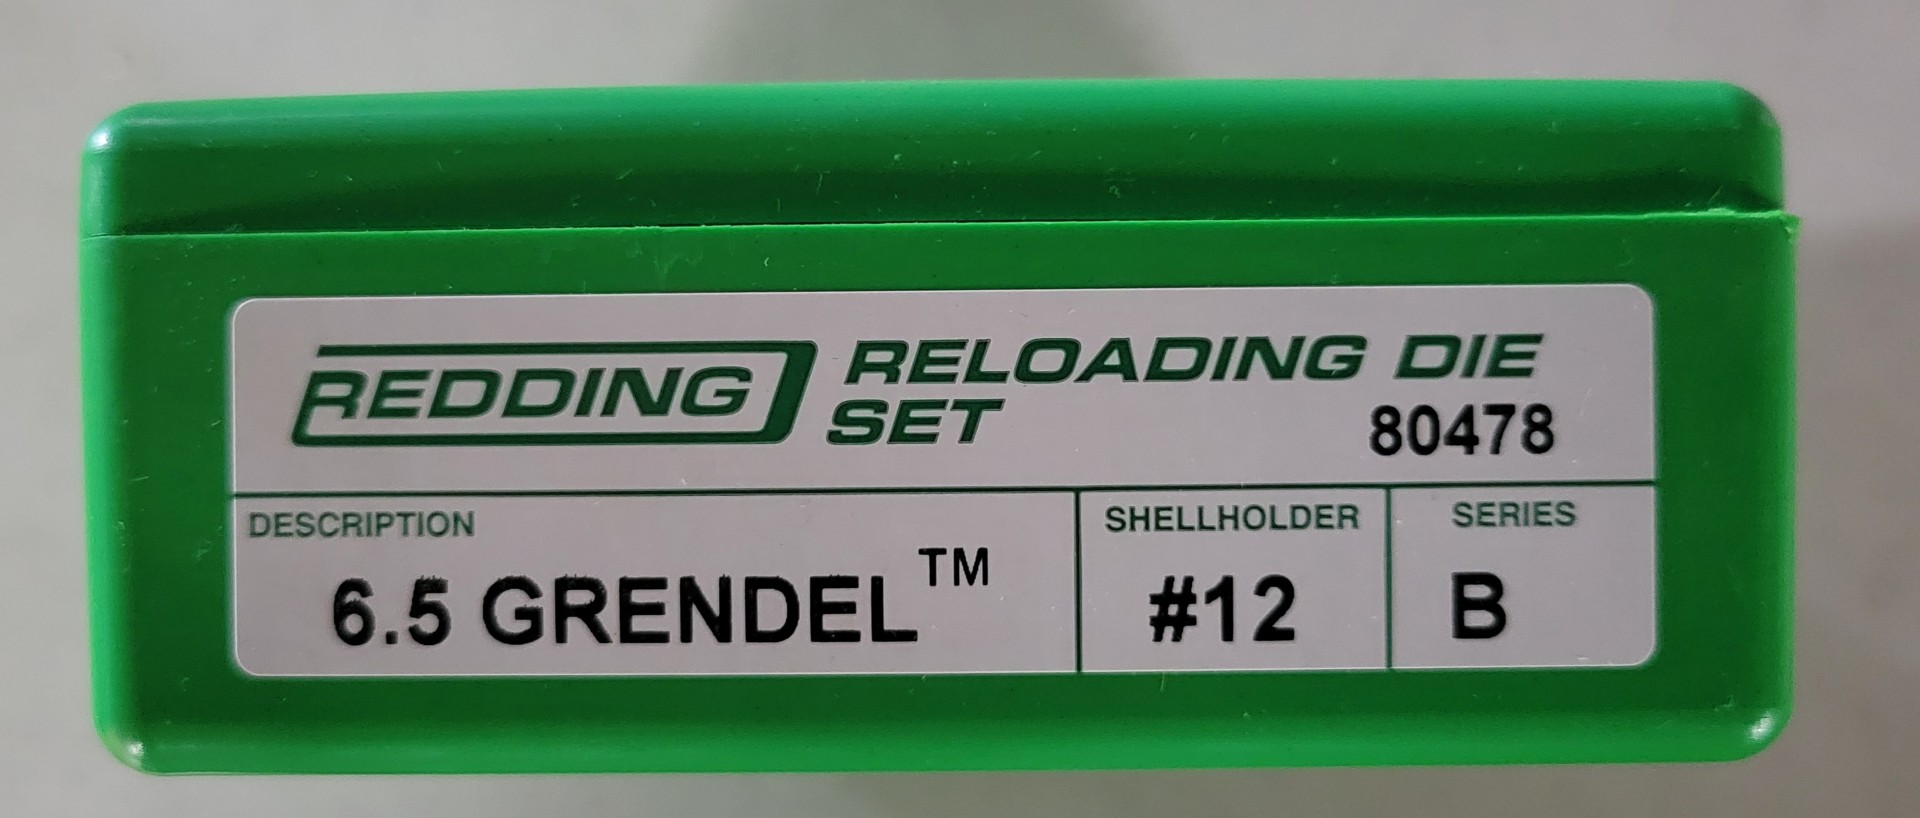 REDDING
RELOADING DIE
SET
80478
DESCRIPTION
SHELLHOLDER
SERIES
6.5 GRENDEL™
#12
B